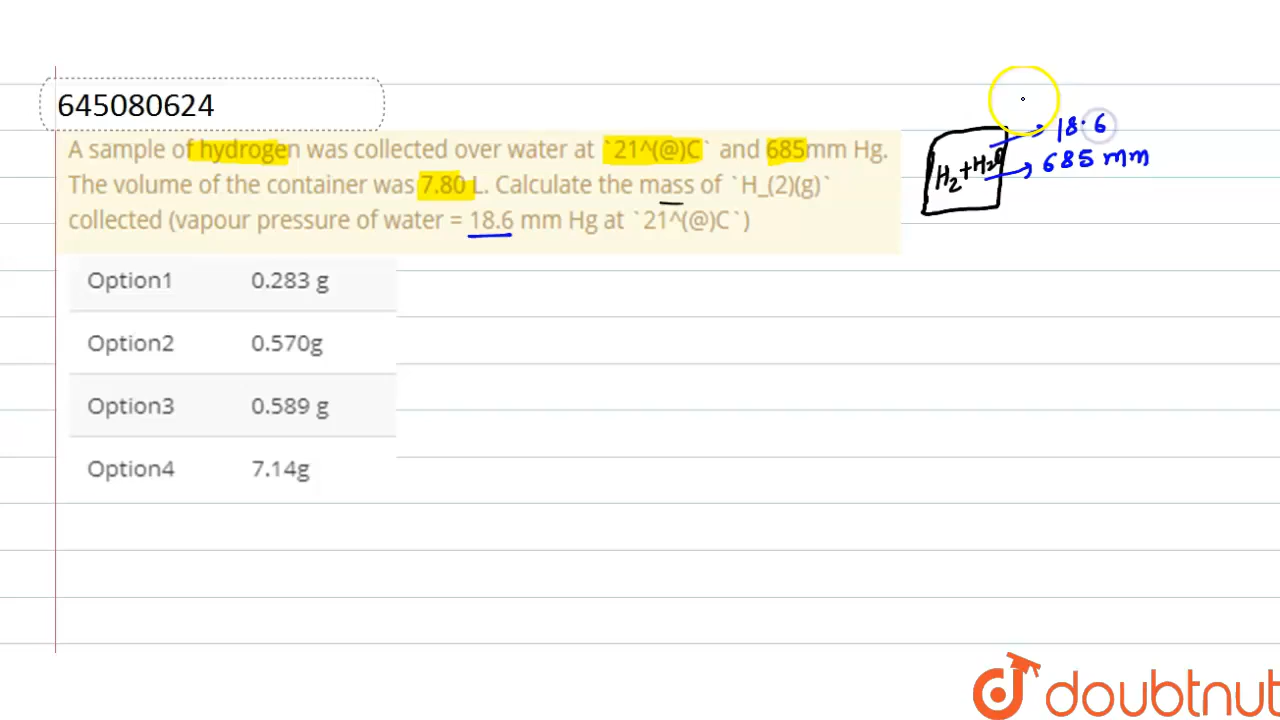 645080624
A sample of hydrogen was collected over water at `21^(@)C` and 685mm Hg.
The volume of the contaner was 7.80 L. Calculate the mass of `H_(2)(g)`
collected (vapour pressure of water = 18.6 mm Hg at `21^(@)C`)
Option1 0.283 g
Option2 0.570g
Option3 0.589 g
Option4 7.14g
18.6
685 mm
H2+H2O
doubtnut